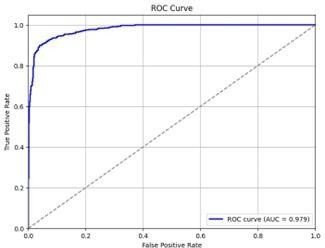 ROC Curve
True Positive Rate
1.0
0.8
0.6
0.4
0.2
0.0
0.0 0.2 0.4 0.6 0.8 1.0
False Positive Rate
ROC curve (AUC = 0.979)